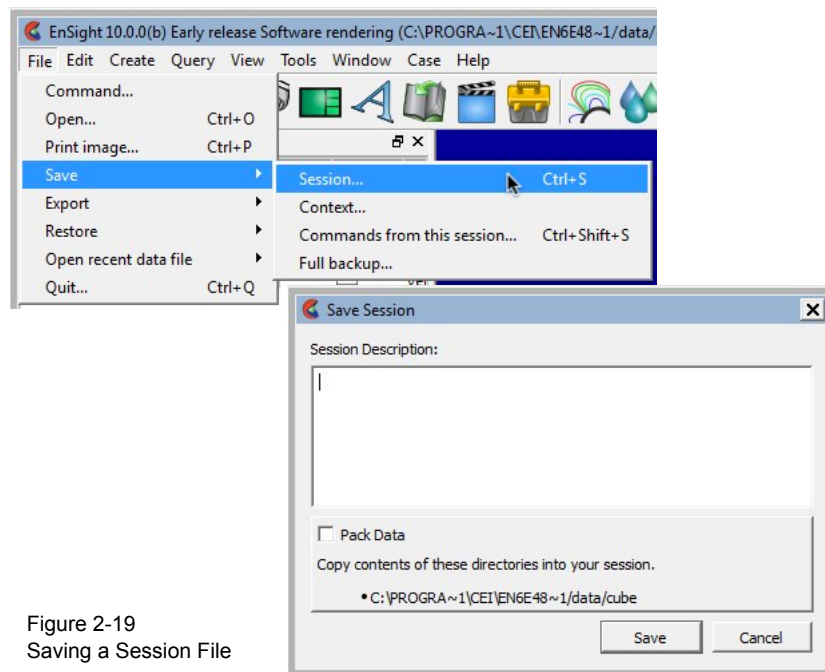 EnSight 10.0.0(b) Early release Software rendering (C:\PROGRA~1\CEI\EN6E48~1/data/
File Edit Create Query View Tools Window Case Help
Command...
Open... Ctrl+O
Print image... Ctrl+P
Save
Export
Restore
Open recent data file
Quit... Ctrl+Q
Session... Ctrl+S
Context...
Commands from this session... Ctrl+Shift+S
Full backup...
Save Session
Session Description:
Pack Data
Copy contents of these directories into your session.
•C:\PROGRA~1\CEI\EN6E48~1/data/cube
Save Cancel
Figure 2-19
Saving a Session File